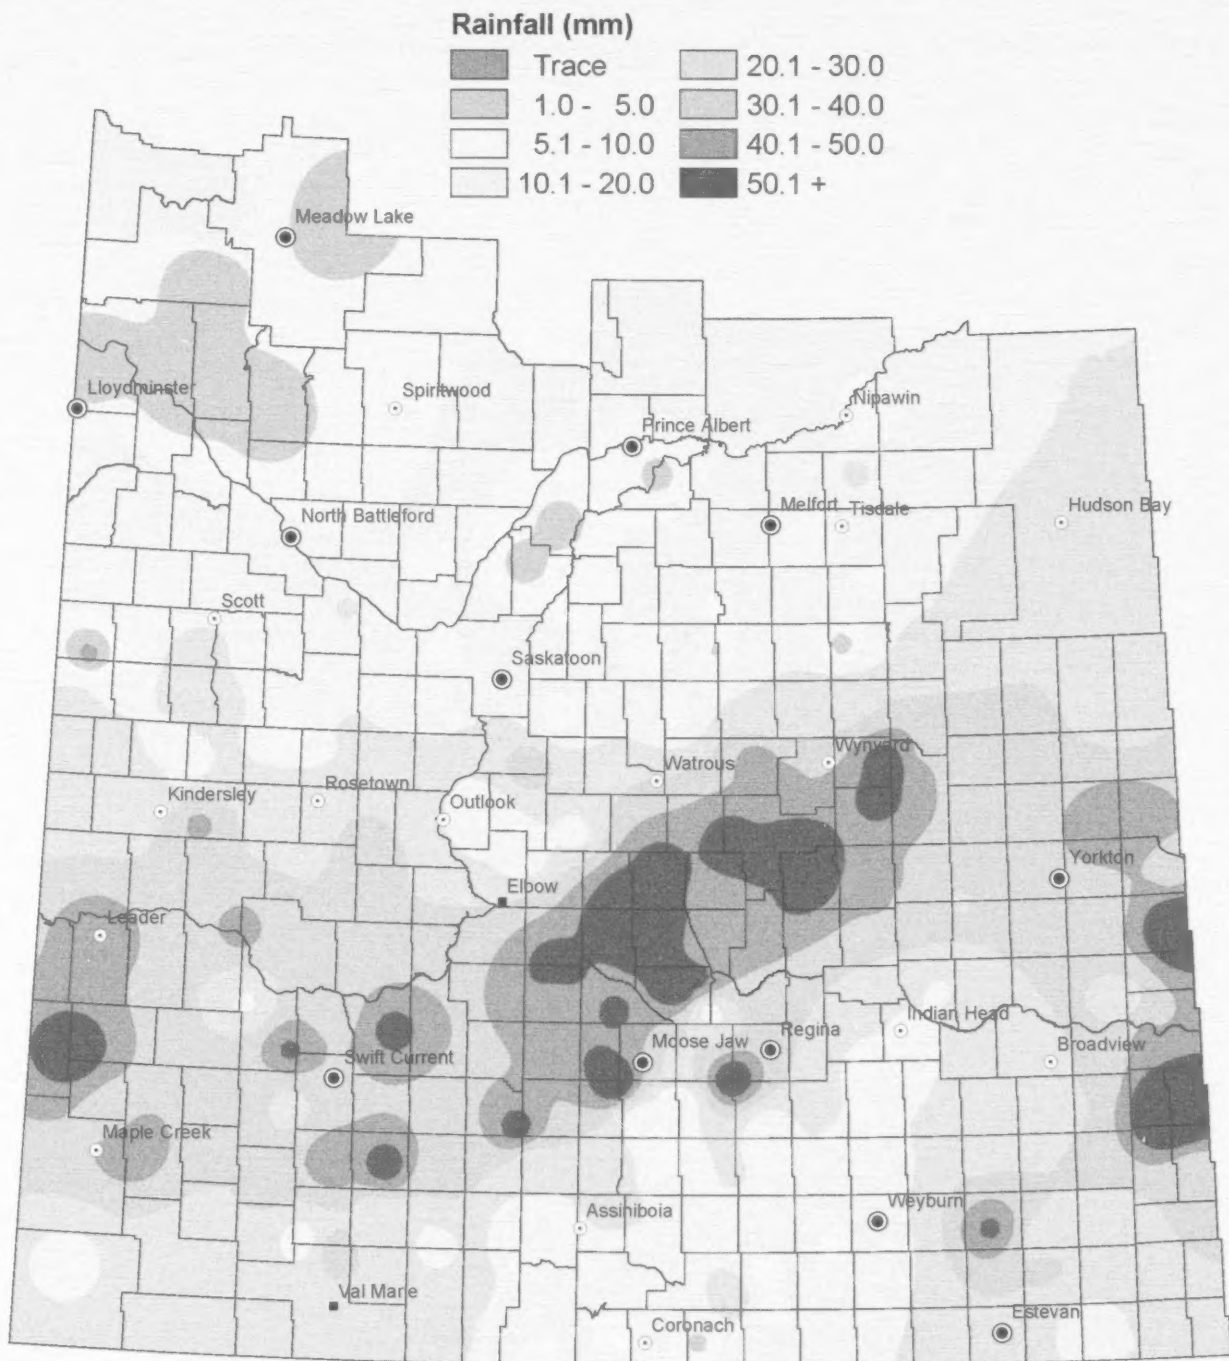 Rainfall (mm)
Trace
1.0 - 5.0
5.1 - 10.0
10.1 - 20.0
20.1 - 30.0
30.1 - 40.0
40.1 - 50.0
50.1 +
Meadow Lake
Lloydminster
Spiritwood
Nipawin
Prince Albert
North Battleford
Melfort
Tisdale
Hudson Bay
Scott
Saskatoon
Wynyard
Watrous
Kindersley
Rosetown
Outlook
Yorkton
Elbow
Leader
Indian Head
Regina
Moose Jaw
Broadview
Swift Current
Maple Creek
Assiniboia
Weyburn
Val Marie
Coronach
Estevan